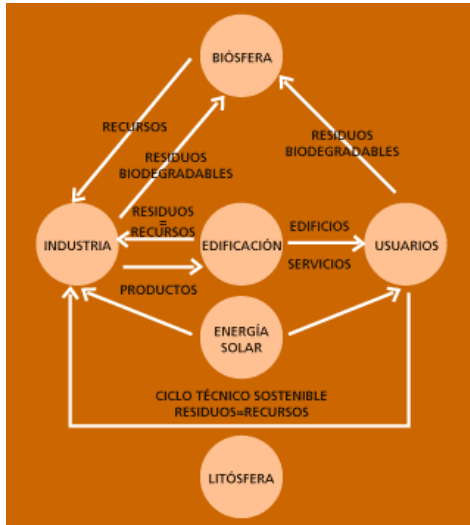 BIÓSFERA
RECURSOS
RESIDUOS
BIODEGRADABLES
RESIDUOS
BIODEGRADABLES
RESIDUOS
=
RECURSOS
INDUSTRIA
EDIFICACIÓN
EDIFICIOS
SERVICIOS
USUARIOS
PRODUCTOS
ENERGÍA
SOLAR
CICLO TÉCNICO SOSTENIBLE
RESIDUOS=RECURSOS
LITÓSFERA